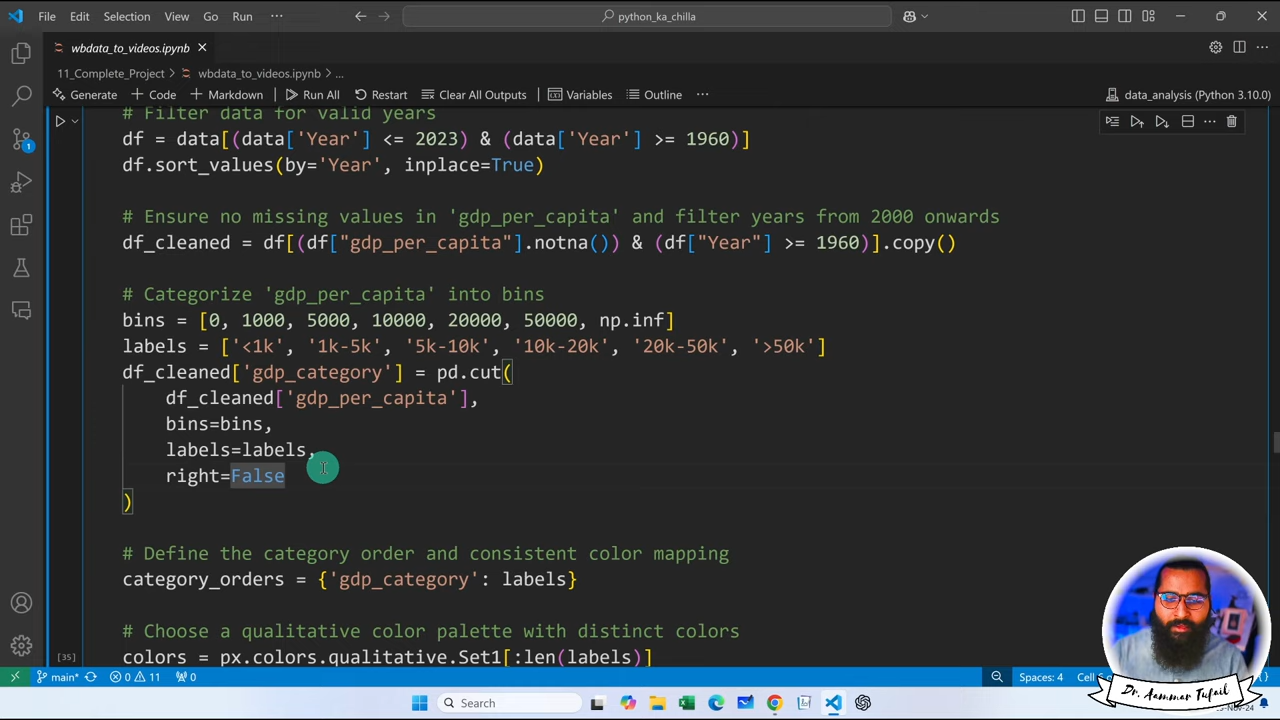 File Edit Selection View Go Run ···
python_ka_chilla
wbdata_to_videos.ipynb
11_Complete_Project > wbdata_to_videos.ipynb > ...
Generate + Code + Markdown Run All Restart Clear All Outputs Variables Outline ··· data_analysis (Python 3.10.0)
# Filter data for valid years
df = data[(data['Year'] <= 2023) & (data['Year'] >= 1960)]
df.sort_values(by='Year', inplace=True)
# Ensure no missing values in 'gdp_per_capita' and filter years from 2000 onwards
df_cleaned = df[(df["gdp_per_capita"].notna()) & (df["Year"] >= 1960)].copy()
# Categorize 'gdp_per_capita' into bins
bins = [0, 1000, 5000, 10000, 20000, 50000, np.inf]
labels = ['<1k', '1k-5k', '5k-10k', '10k-20k', '20k-50k', '>50k']
df_cleaned['gdp_category'] = pd.cut(
df_cleaned['gdp_per_capita'],
bins=bins,
labels=labels,
right=False
)
# Define the category order and consistent color mapping
category_orders = {'gdp_category': labels}
# Choose a qualitative color palette with distinct colors
[35] colors = px.colors.qualitative.Set1[:len(labels)]
main* 0 11 0 Spaces: 4
Search
Dr. Aammar Tufail